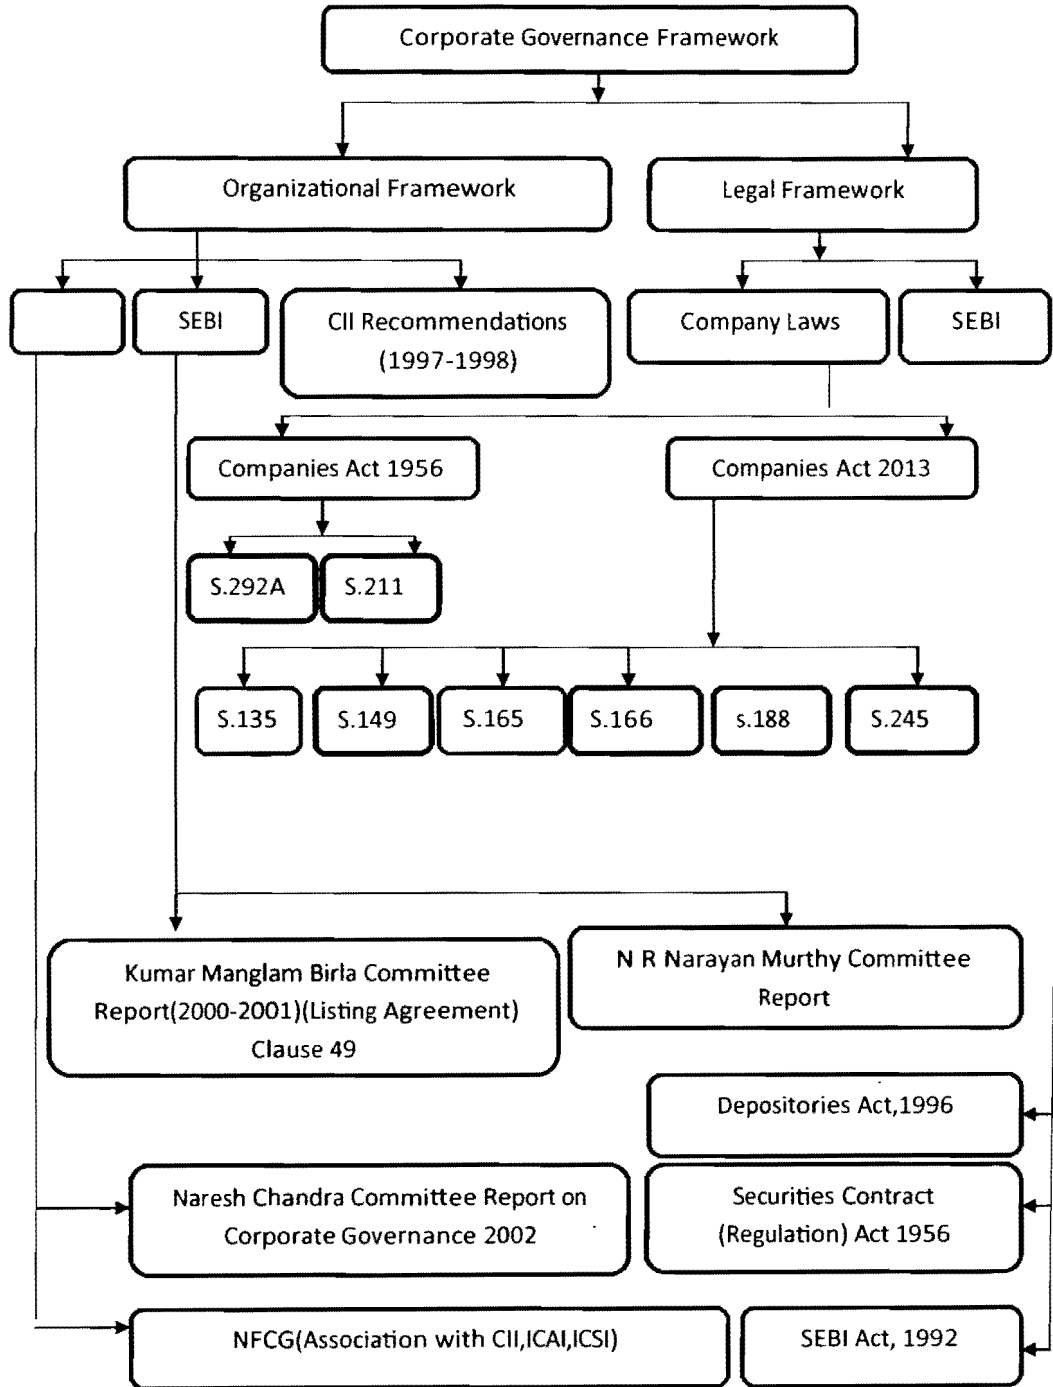 Corporate Governance Framework
Organizational Framework
Legal Framework
SEBI
CII Recommendations
(1997-1998)
Company Laws
SEBI
Companies Act 1956
Companies Act 2013
S.292A
S.211
S.135
S.149
S.165
S.166
s.188
S.245
Kumar Manglam Birla Committee
Report(2000-2001)(Listing Agreement)
Clause 49
N R Narayan Murthy Committee
Report
Depositories Act,1996
Naresh Chandra Committee Report on
Corporate Governance 2002
Securities Contract
(Regulation) Act 1956
NFCG(Association with CII,ICAI,ICSI)
SEBI Act, 1992